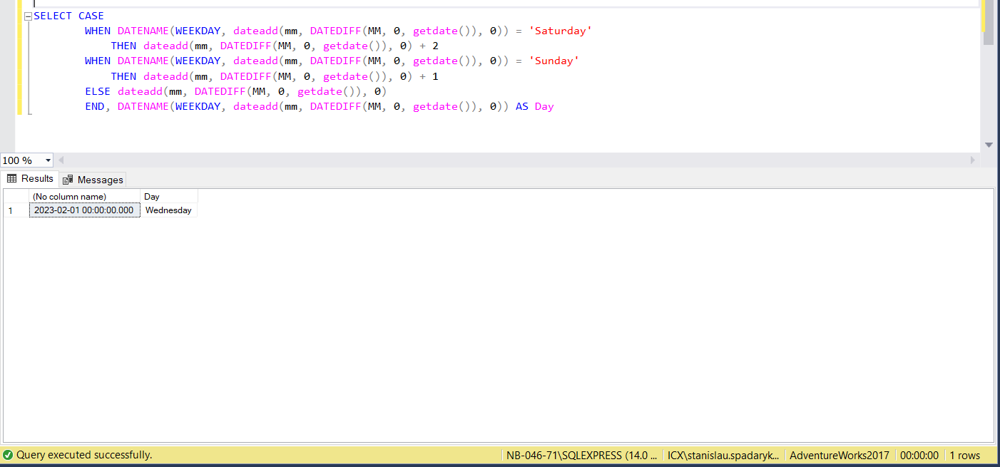 SELECT CASE
WHEN DATENAME(WEEKDAY, dateadd(mm, DATEDIFF(MM, 0, getdate()), 0)) = 'Saturday'
THEN dateadd(mm, DATEDIFF(MM, 0, getdate()), 0) + 2
WHEN DATENAME(WEEKDAY, dateadd(mm, DATEDIFF(MM, 0, getdate()), 0)) = 'Sunday'
THEN dateadd(mm, DATEDIFF(MM, 0, getdate()), 0) + 1
ELSE dateadd(mm, DATEDIFF(MM, 0, getdate()), 0)
END, DATENAME(WEEKDAY, dateadd(mm, DATEDIFF(MM, 0, getdate()), 0)) AS Day
100 %
Results Messages
(No column name) Day
1 2023-02-01 00:00:00.000 Wednesday
Query executed successfully. NB-046-71\SQLEXPRESS (14.0 ... ICX\stanislau.spadaryk... AdventureWorks2017 00:00:00 1 rows